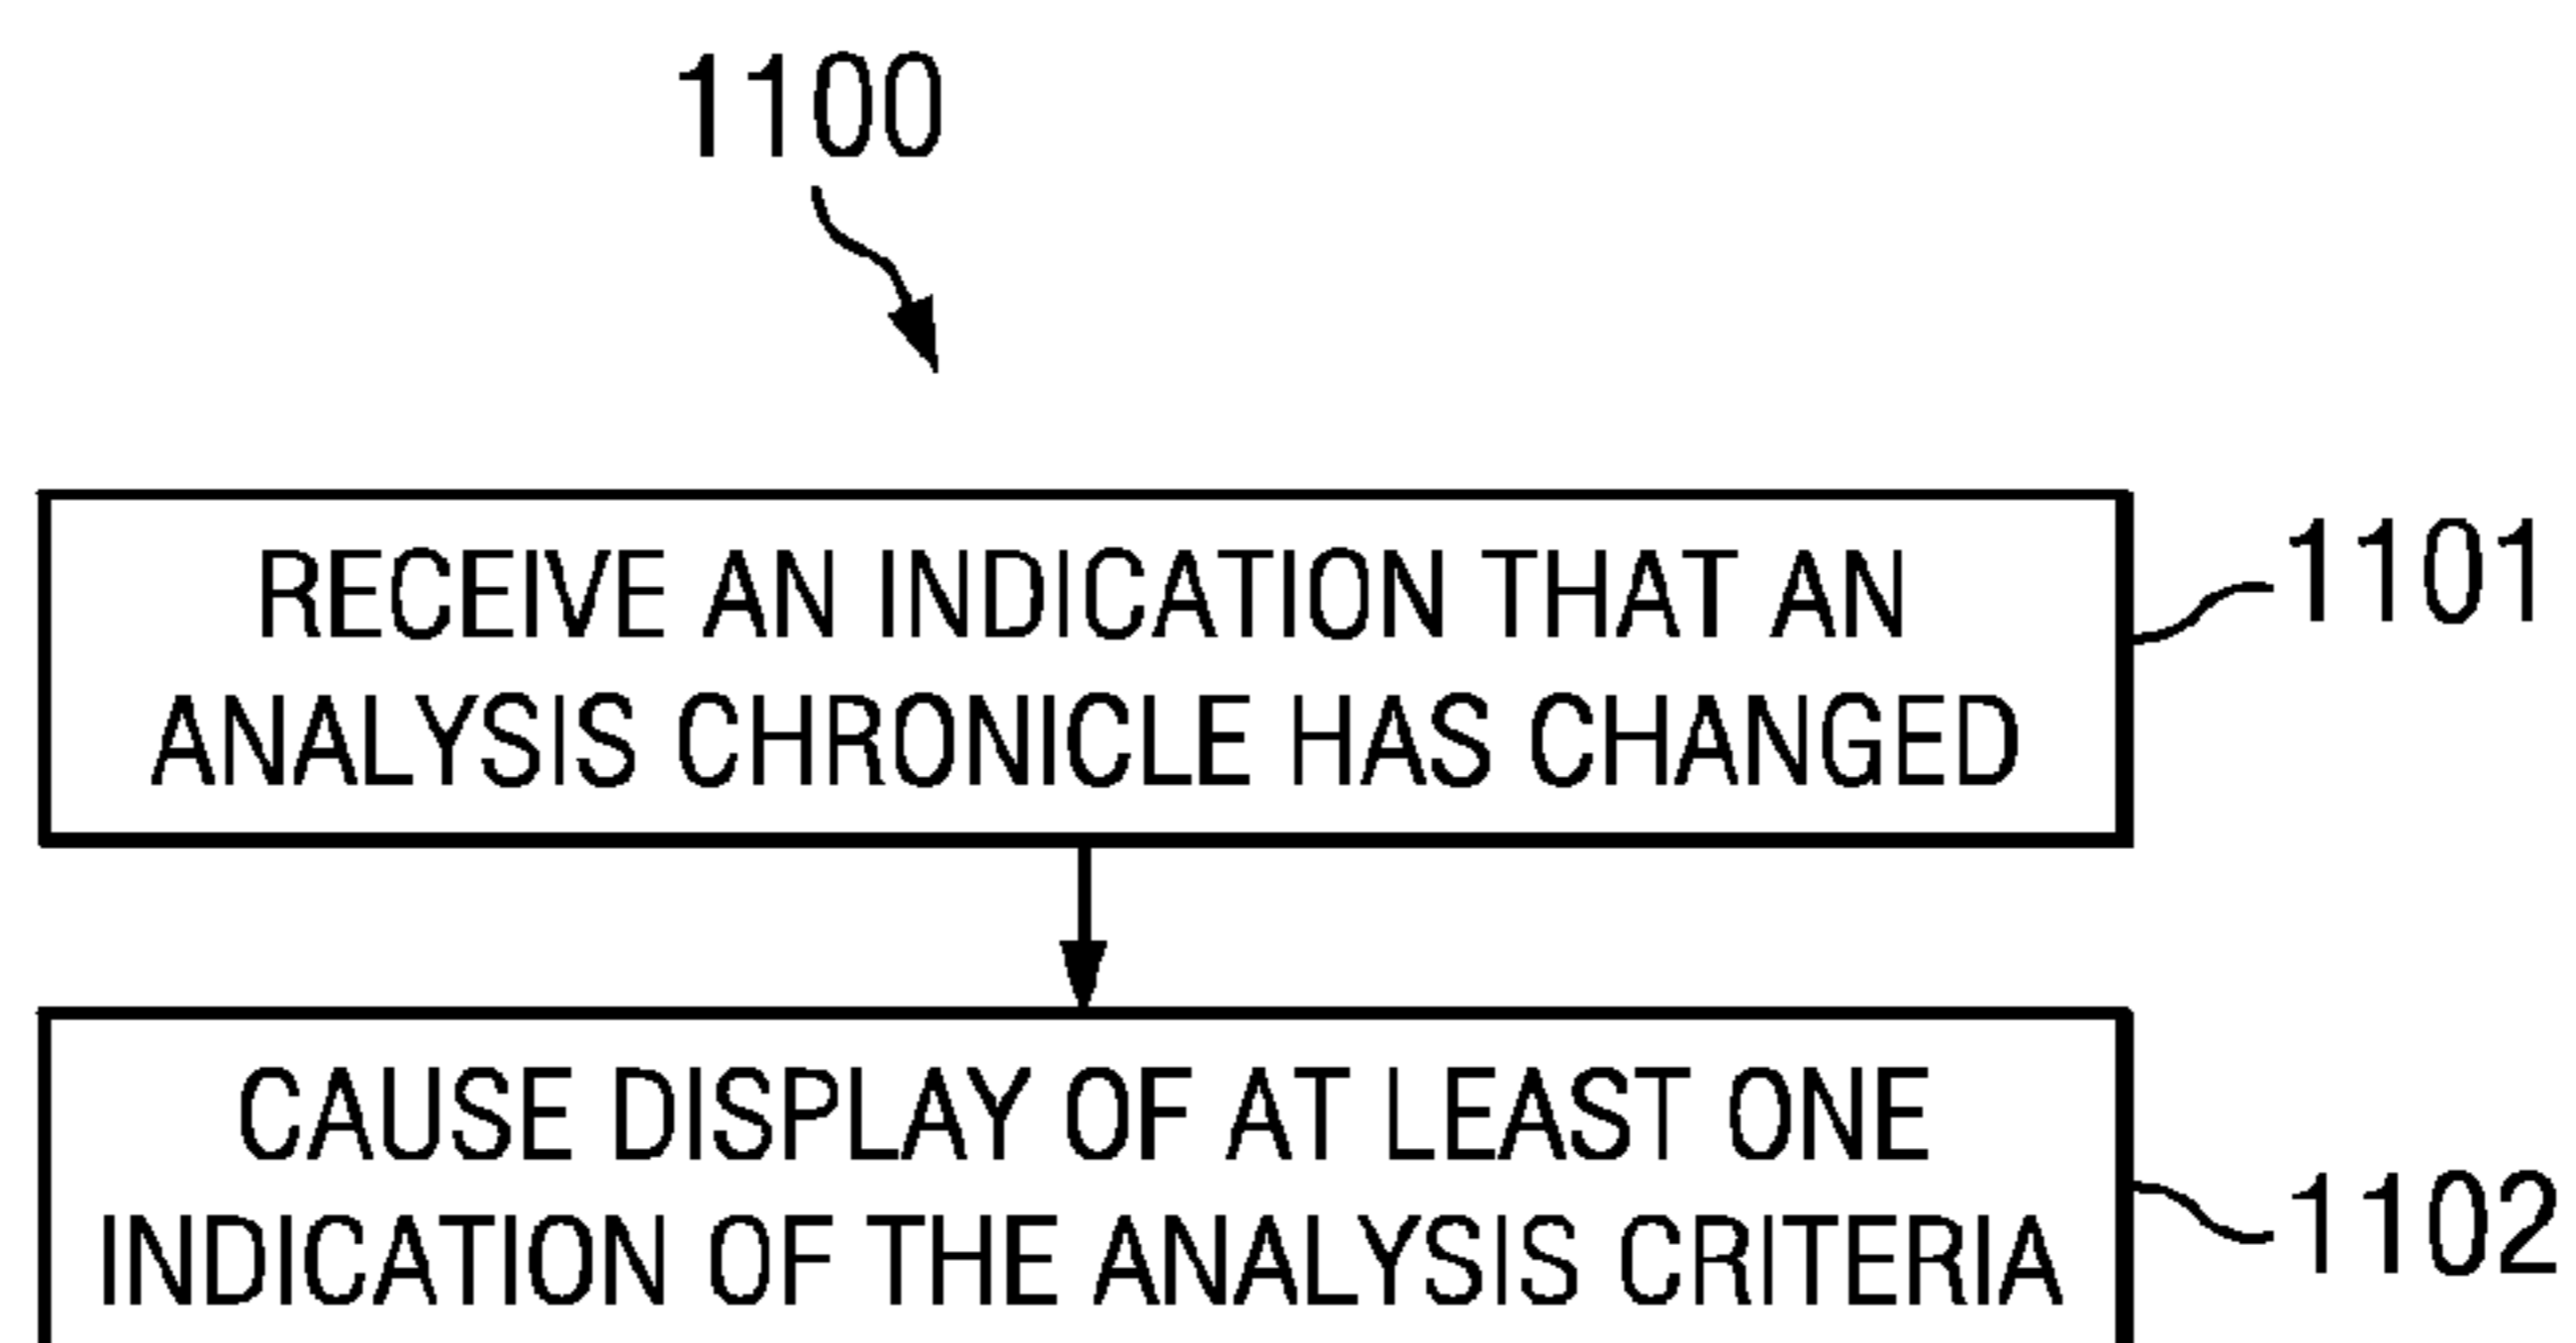 1100
RECEIVE AN INDICATION THAT AN
ANALYSIS CHRONICLE HAS CHANGED
1101
CAUSE DISPLAY OF AT LEAST ONE
INDICATION OF THE ANALYSIS CRITERIA
1102